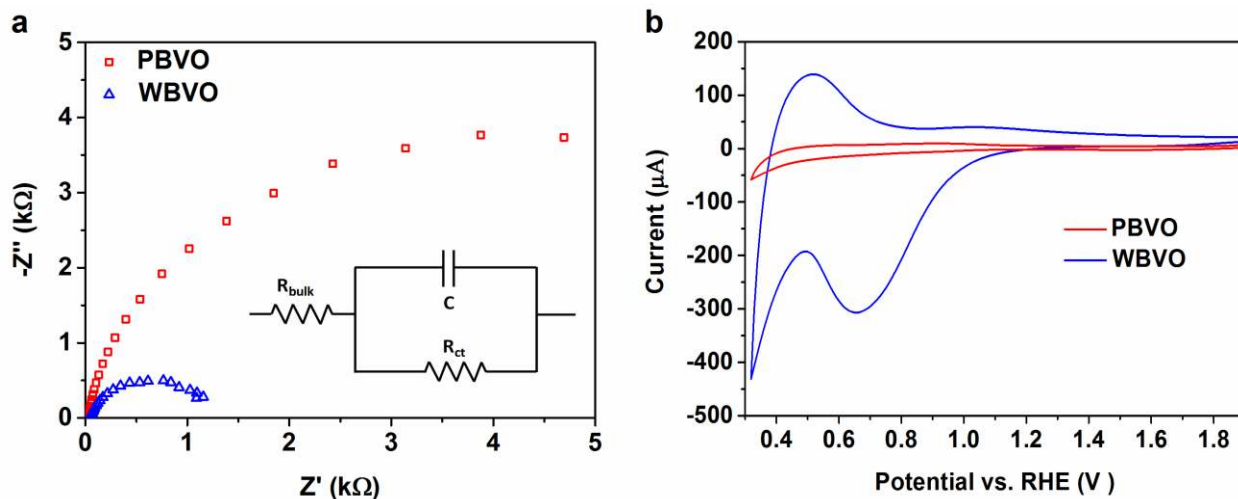 a
5
4
3
2
1
0
-Z'' (kΩ)
PBVO
WBVO
R_bulk
C
R_ct
0
1
2
3
4
5
Z' (kΩ)
b
200
100
0
-100
-200
-300
-400
-500
Current (μA)
PBVO
WBVO
0.4
0.6
0.8
1.0
1.2
1.4
1.6
1.8
Potential vs. RHE (V )